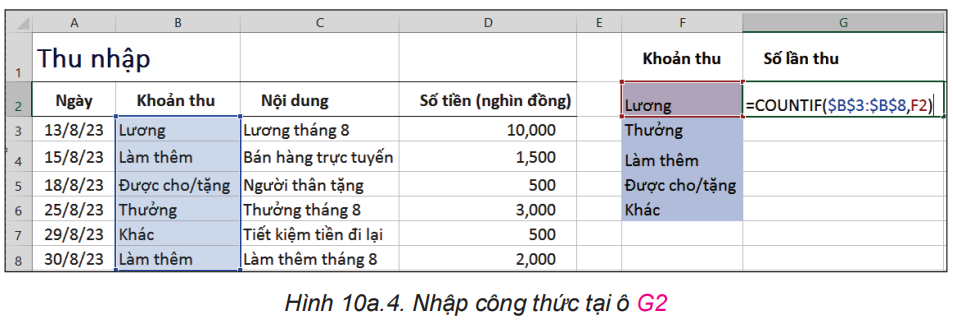 A B C D E F G
1 Thu nhập Khoản thu Số lần thu
2 Ngày Khoản thu Nội dung Số tiền (nghìn đồng) Lương =COUNTIF($B$3:$B$8,F2)
3 13/8/23 Lương Lương tháng 8 10,000 Thưởng
4 15/8/23 Làm thêm Bán hàng trực tuyến 1,500 Làm thêm
5 18/8/23 Được cho/tặng Người thân tặng 500 Được cho/tặng
6 25/8/23 Thưởng Thưởng tháng 8 3,000 Khác
7 29/8/23 Khác Tiết kiệm tiền đi lại 500
8 30/8/23 Làm thêm Làm thêm tháng 8 2,000
Hình 10a.4. Nhập công thức tại ô G2